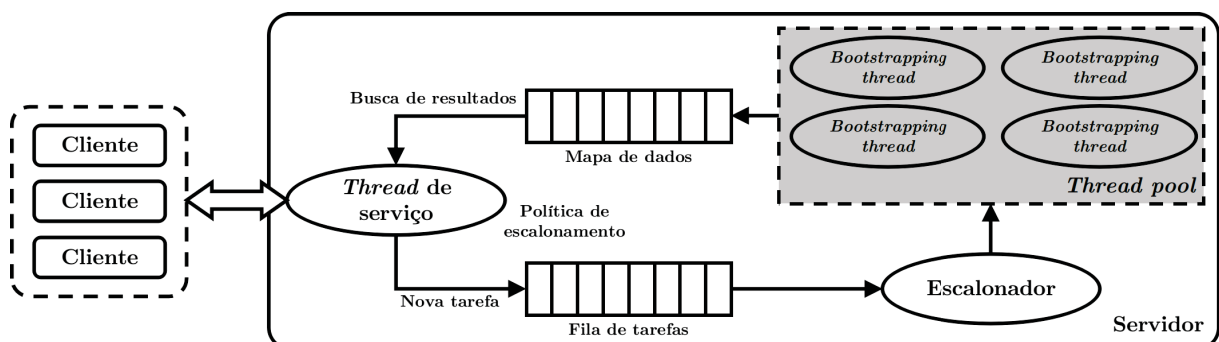 Cliente
Cliente
Cliente
Thread de
serviço
Busca de resultados
Mapa de dados
Política de
escalonamento
Nova tarefa
Fila de tarefas
Bootstrapping
thread
Bootstrapping
thread
Bootstrapping
thread
Bootstrapping
thread
Thread pool
Escalonador
Servidor